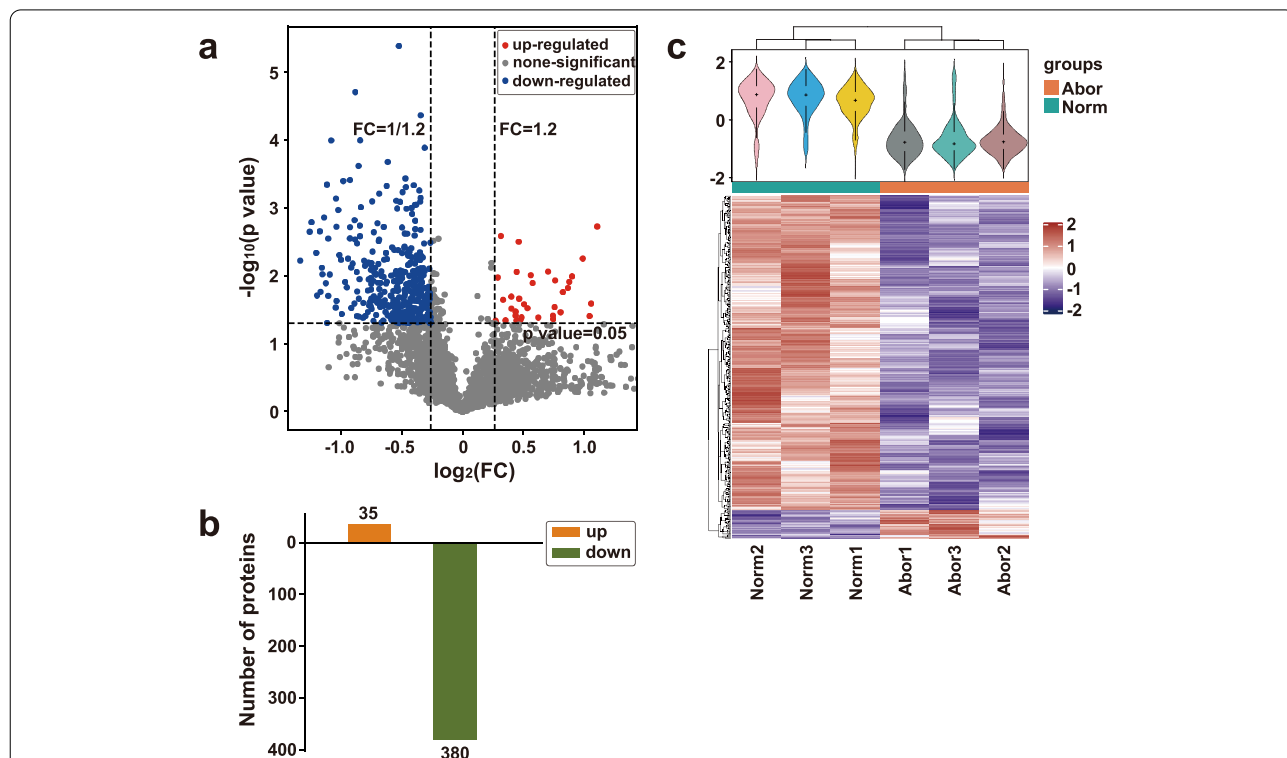 a
up-regulated
none-significant
down-regulated
FC=1/1.2
FC=1.2
p value=0.05
5
4
3
2
1
0
-log₁₀(p value)
-1.0
-0.5
0
0.5
1.0
log₂(FC)
b
35
up
down
0
100
200
300
400
Number of proteins
380
c
2
0
-2
groups
Abor
Norm
2
1
0
-1
-2
Norm2
Norm3
Norm1
Abor1
Abor3
Abor2